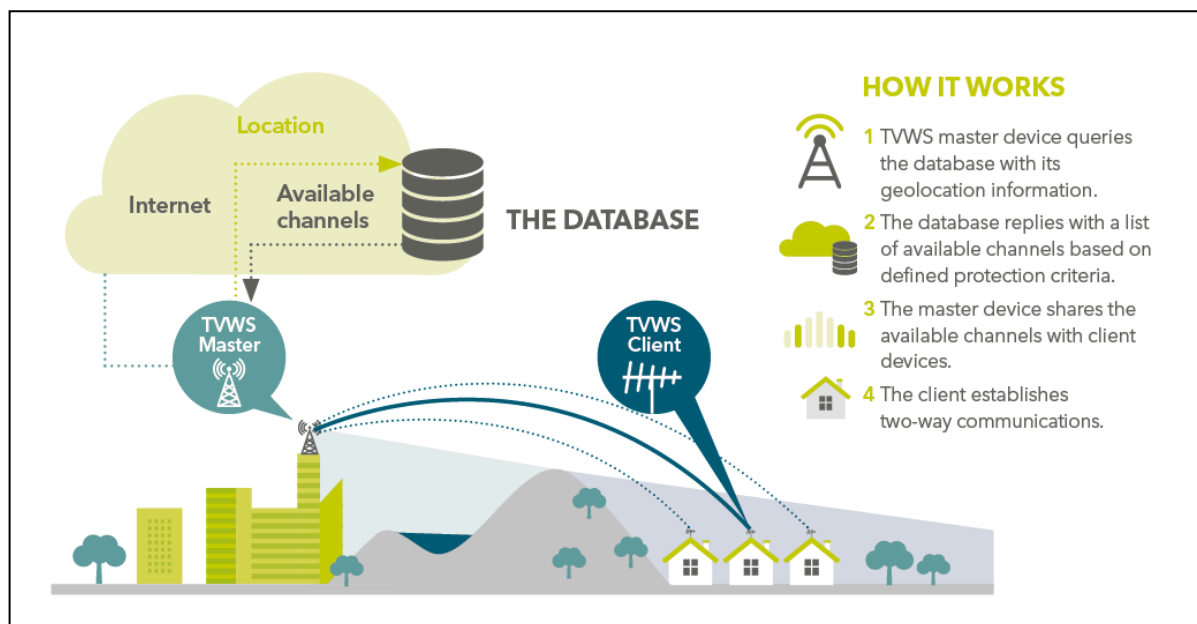 Location
Internet
Available
channels
THE DATABASE
TVWS
Master
TVWS
Client
HOW IT WORKS
1 TVWS master device queries
the database with its
geolocation information.
2 The database replies with a list
of available channels based on
defined protection criteria.
3 The master device shares the
available channels with client
devices.
4 The client establishes
two-way communications.